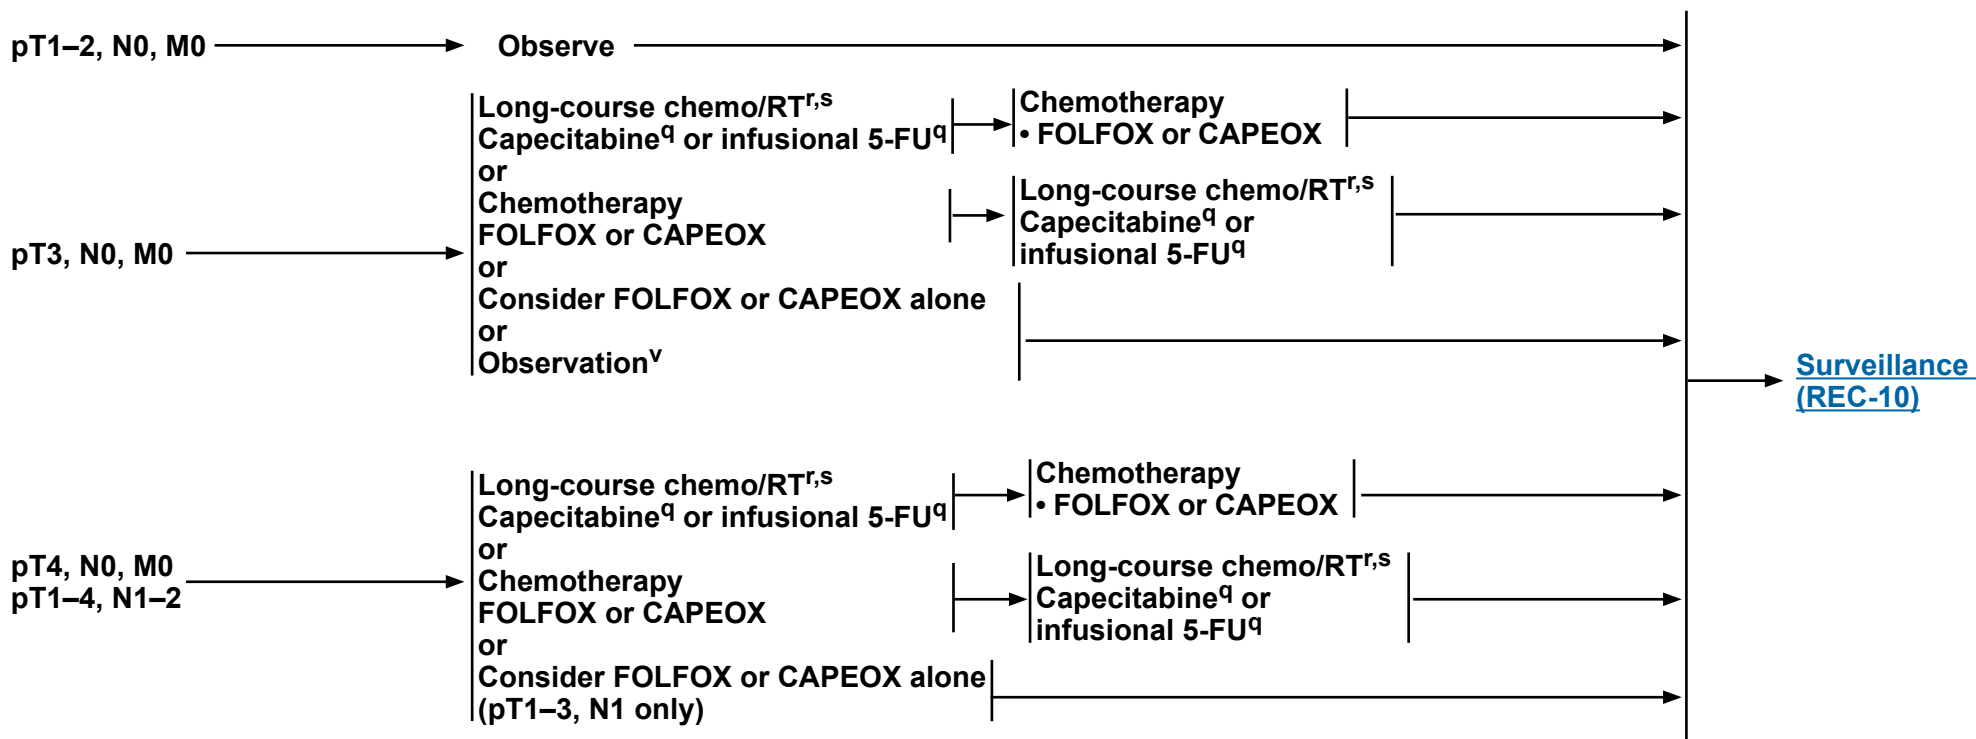 pT1–2, N0, M0
Observe
pT3, N0, M0
Long-course chemo/RTr,s
Capecitabineq or infusional 5-FUq
or
Chemotherapy
FOLFOX or CAPEOX
or
Consider FOLFOX or CAPEOX alone
or
Observationv
Chemotherapy
• FOLFOX or CAPEOX
Long-course chemo/RTr,s
Capecitabineq or
infusional 5-FUq
pT4, N0, M0
pT1–4, N1–2
Long-course chemo/RTr,s
Capecitabineq or infusional 5-FUq
or
Chemotherapy
FOLFOX or CAPEOX
or
Consider FOLFOX or CAPEOX alone
(pT1–3, N1 only)
Chemotherapy
• FOLFOX or CAPEOX
Long-course chemo/RTr,s
Capecitabineq or
infusional 5-FUq
Surveillance
(REC-10)